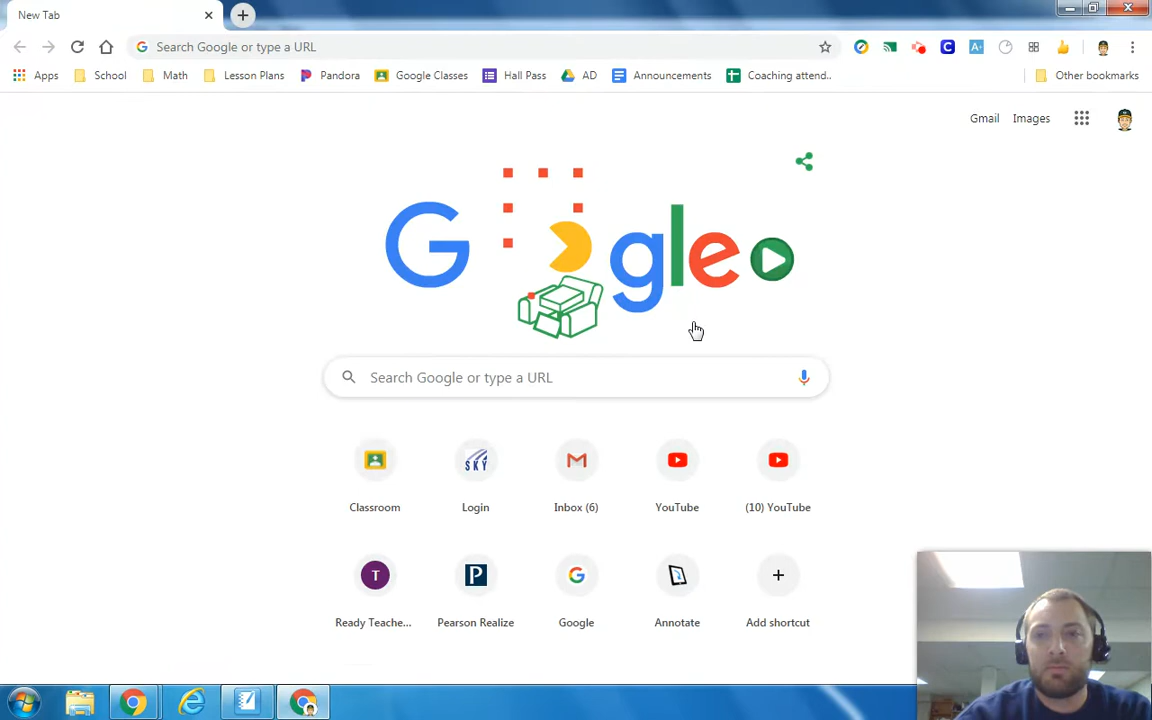 New Tab
Search Google or type a URL
Apps School Math Lesson Plans Pandora Google Classes Hall Pass AD Announcements Coaching attend.. Other bookmarks
Gmail Images
G gle
Search Google or type a URL
SKY
Classroom Login Inbox (6) YouTube (10) YouTube
T P G
Ready Teache... Pearson Realize Google Annotate Add shortcut